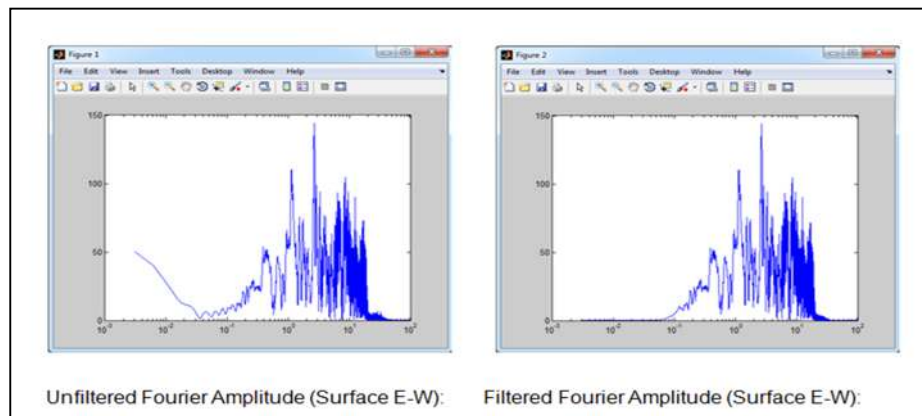 Figure 1
File Edit View Insert Tools Desktop Window Help
150
100
50
0
10⁻³ 10⁻² 10⁻¹ 10⁰ 10¹ 10²
Unfiltered Fourier Amplitude (Surface E-W):
Figure 2
File Edit View Insert Tools Desktop Window Help
150
100
50
0
10⁻³ 10⁻² 10⁻¹ 10⁰ 10¹ 10²
Filtered Fourier Amplitude (Surface E-W):